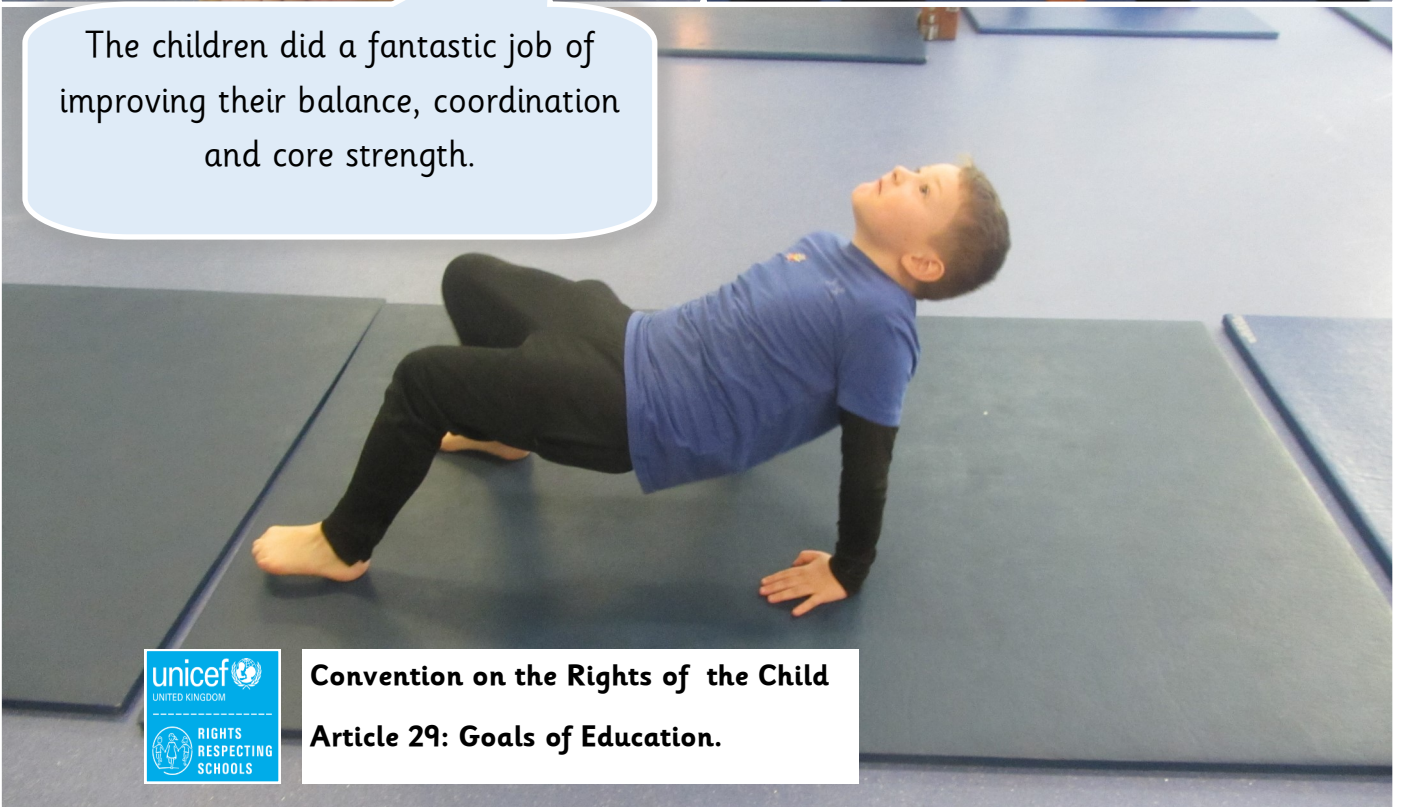 The children did a fantastic job of
improving their balance, coordination
and core strength.
unicef
UNITED KINGDOM
RIGHTS
RESPECTING
SCHOOLS
Convention on the Rights of the Child
Article 29: Goals of Education.